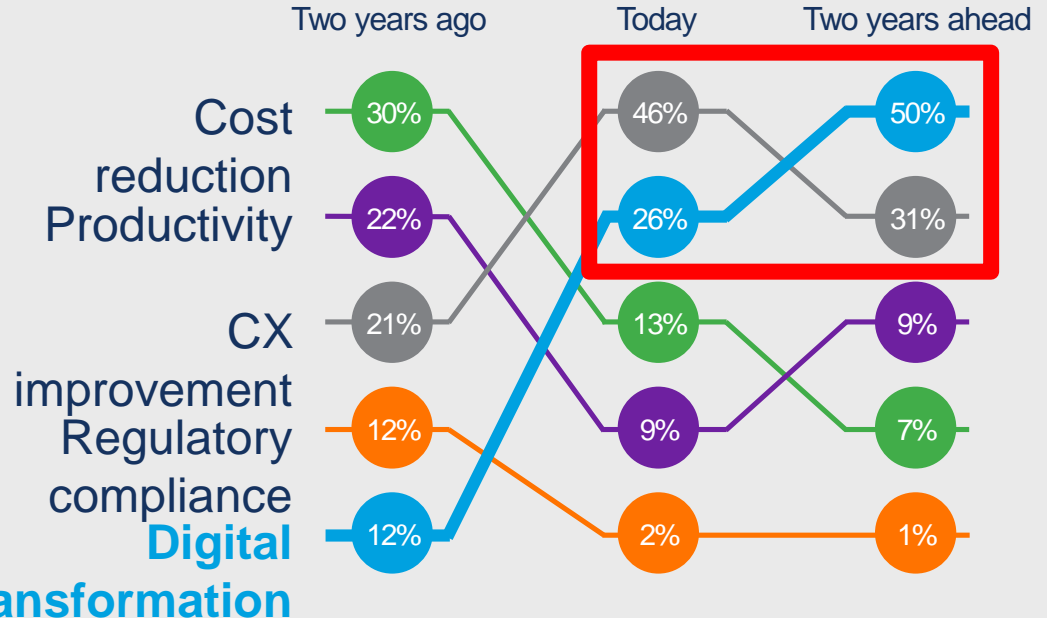 Two years ago Today Two years ahead
Cost
reduction
30% 46% 50%
Productivity
22% 26% 31%
CX
improvement
21% 13% 9%
Regulatory
compliance
12% 9% 7%
Digital
ansformation
12% 2% 1%